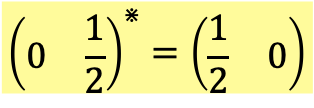 (0 1/2)※ = (1/2 0)